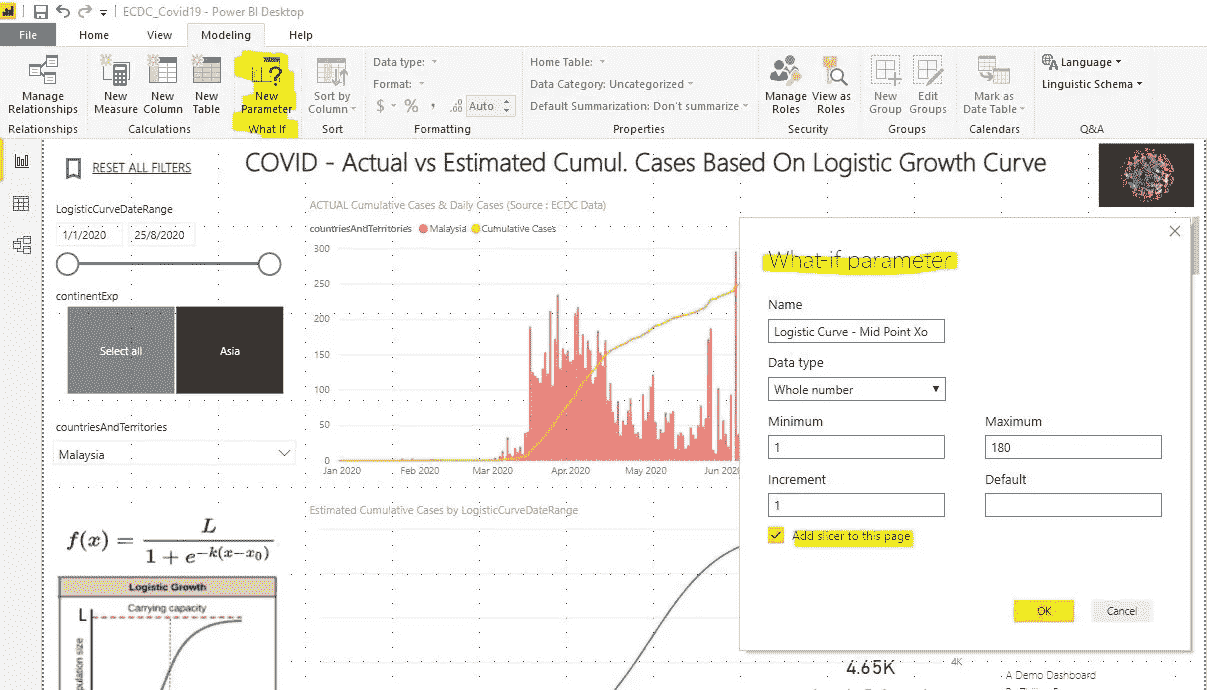 ECDC_Covid19 - Power BI Desktop
File Home View Modeling Help
Manage Relationships
New Measure
New Column
New Table
New Parameter
Sort by Column
Data type:
Format:
$ % , .00 Auto
Home Table:
Data Category: Uncategorized
Default Summarization: Don't summarize
Manage Roles
View as Roles
New Group
Edit Groups
Mark as Date Table
Language
Linguistic Schema
Relationships Calculations What If Sort Formatting Properties Security Groups Calendars Q&A
RESET ALL FILTERS
COVID - Actual vs Estimated Cumul. Cases Based On Logistic Growth Curve
LogisticCurveDateRange
1/1/2020 25/8/2020
continentExp
Select all Asia
countriesAndTerritories
Malaysia
f(x) = L / 1 + e^-k(x-x0)
Logistic Growth
Carrying capacity
L
pulation size
ACTUAL Cumulative Cases & Daily Cases (Source : ECDC Data)
countriesAndTerritories Malaysia Cumulative Cases
300
250
200
150
100
50
0
Jan 2020 Feb 2020 Mar 2020 Apr 2020 May 2020 Jun 2020
Estimated Cumulative Cases by LogisticCurveDateRange
What-if parameter
Name
Logistic Curve - Mid Point Xo
Data type
Whole number
Minimum Maximum
1 180
Increment Default
1
Add slicer to this page
OK Cancel
4.65K
4K
A Demo Dashboard